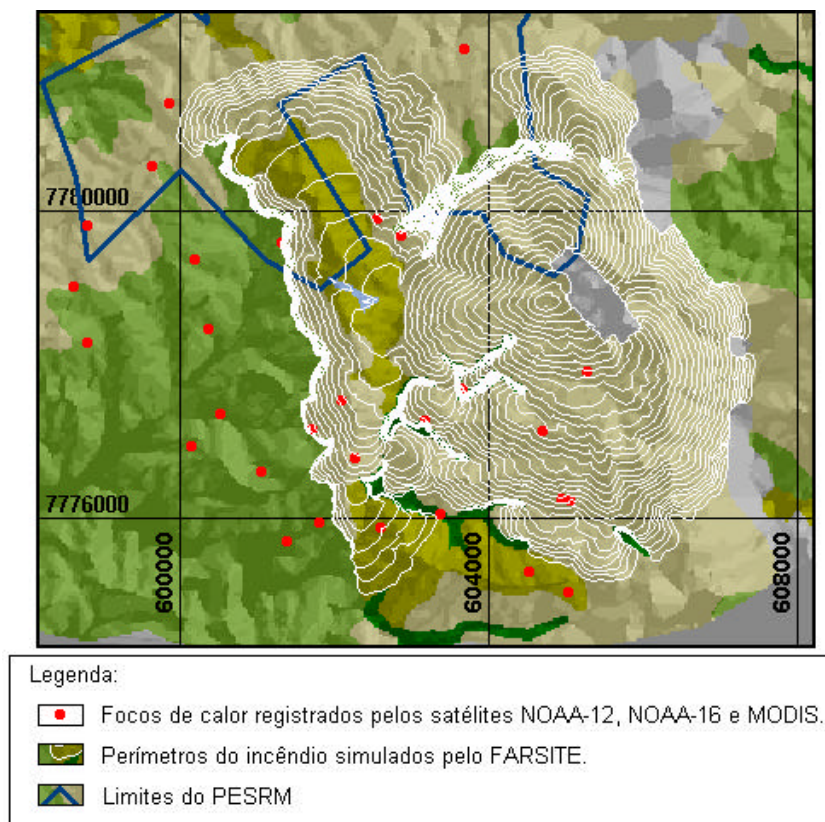 7780000
7776000
600000
604000
608000
Legenda:
Focos de calor registrados pelos satélites NOAA-12, NOAA-16 e MODIS.
Perímetros do incêndio simulados pelo FARSITE.
Limites do PESRM